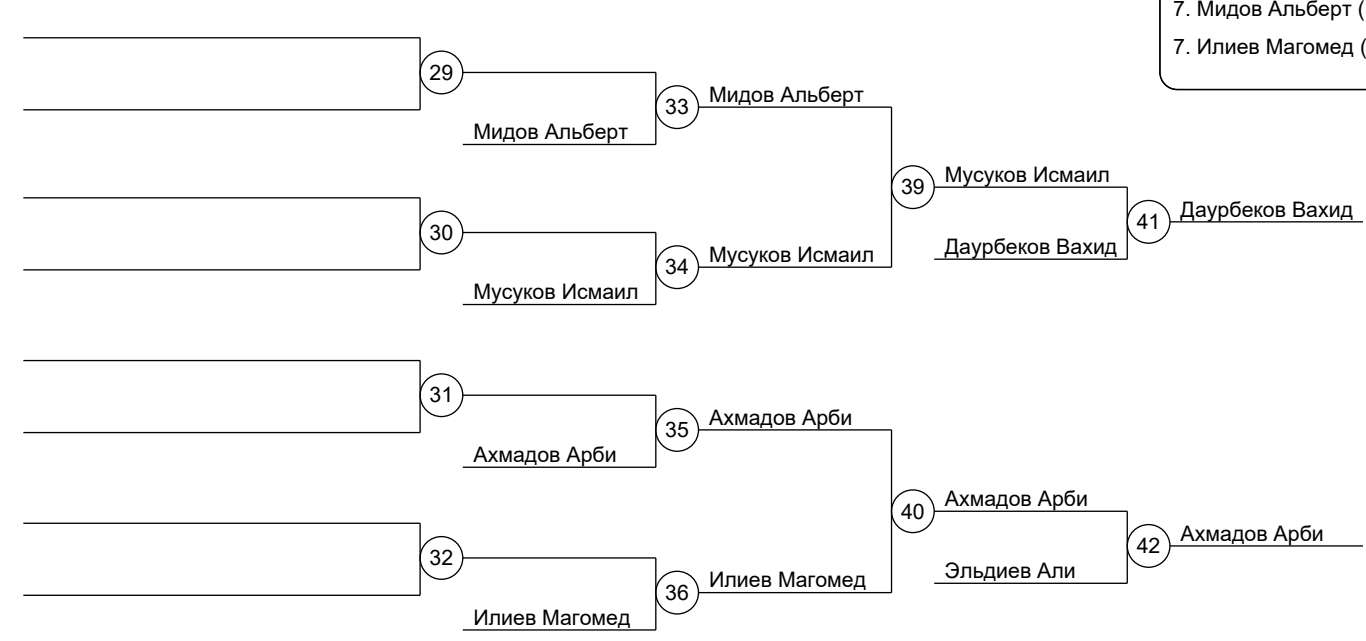 7. Мидов Альберт (
7. Илиев Магомед (
29
33
Мидов Альберт
Мидов Альберт
39
Мусуков Исмаил
41
Даурбеков Вахид
30
34
Мусуков Исмаил
Даурбеков Вахид
Мусуков Исмаил
31
35
Ахмадов Арби
Ахмадов Арби
40
Ахмадов Арби
42
Ахмадов Арби
32
36
Илиев Магомед
Эльдиев Али
Илиев Магомед